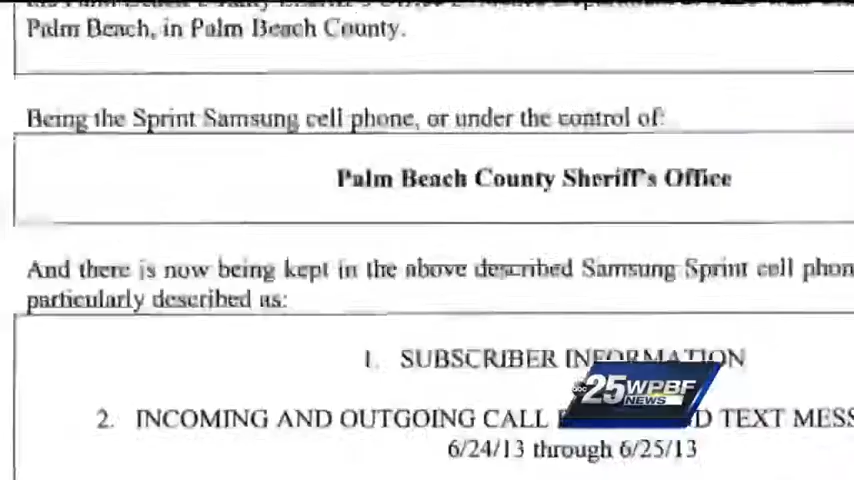 Palm Beach, in Palm Beach County.
Being the Sprint Samsung cell phone, or under the control of:
Palm Beach County Sheriff's Office
And there is now being kept in the above described Samsung Sprint cell phon
particularly described as:
1. SUBSCRIBER INFORMATION
2. INCOMING AND OUTGOING CALL D TEXT MESS
6/24/13 through 6/25/13
abc 25 WPBF
NEWS